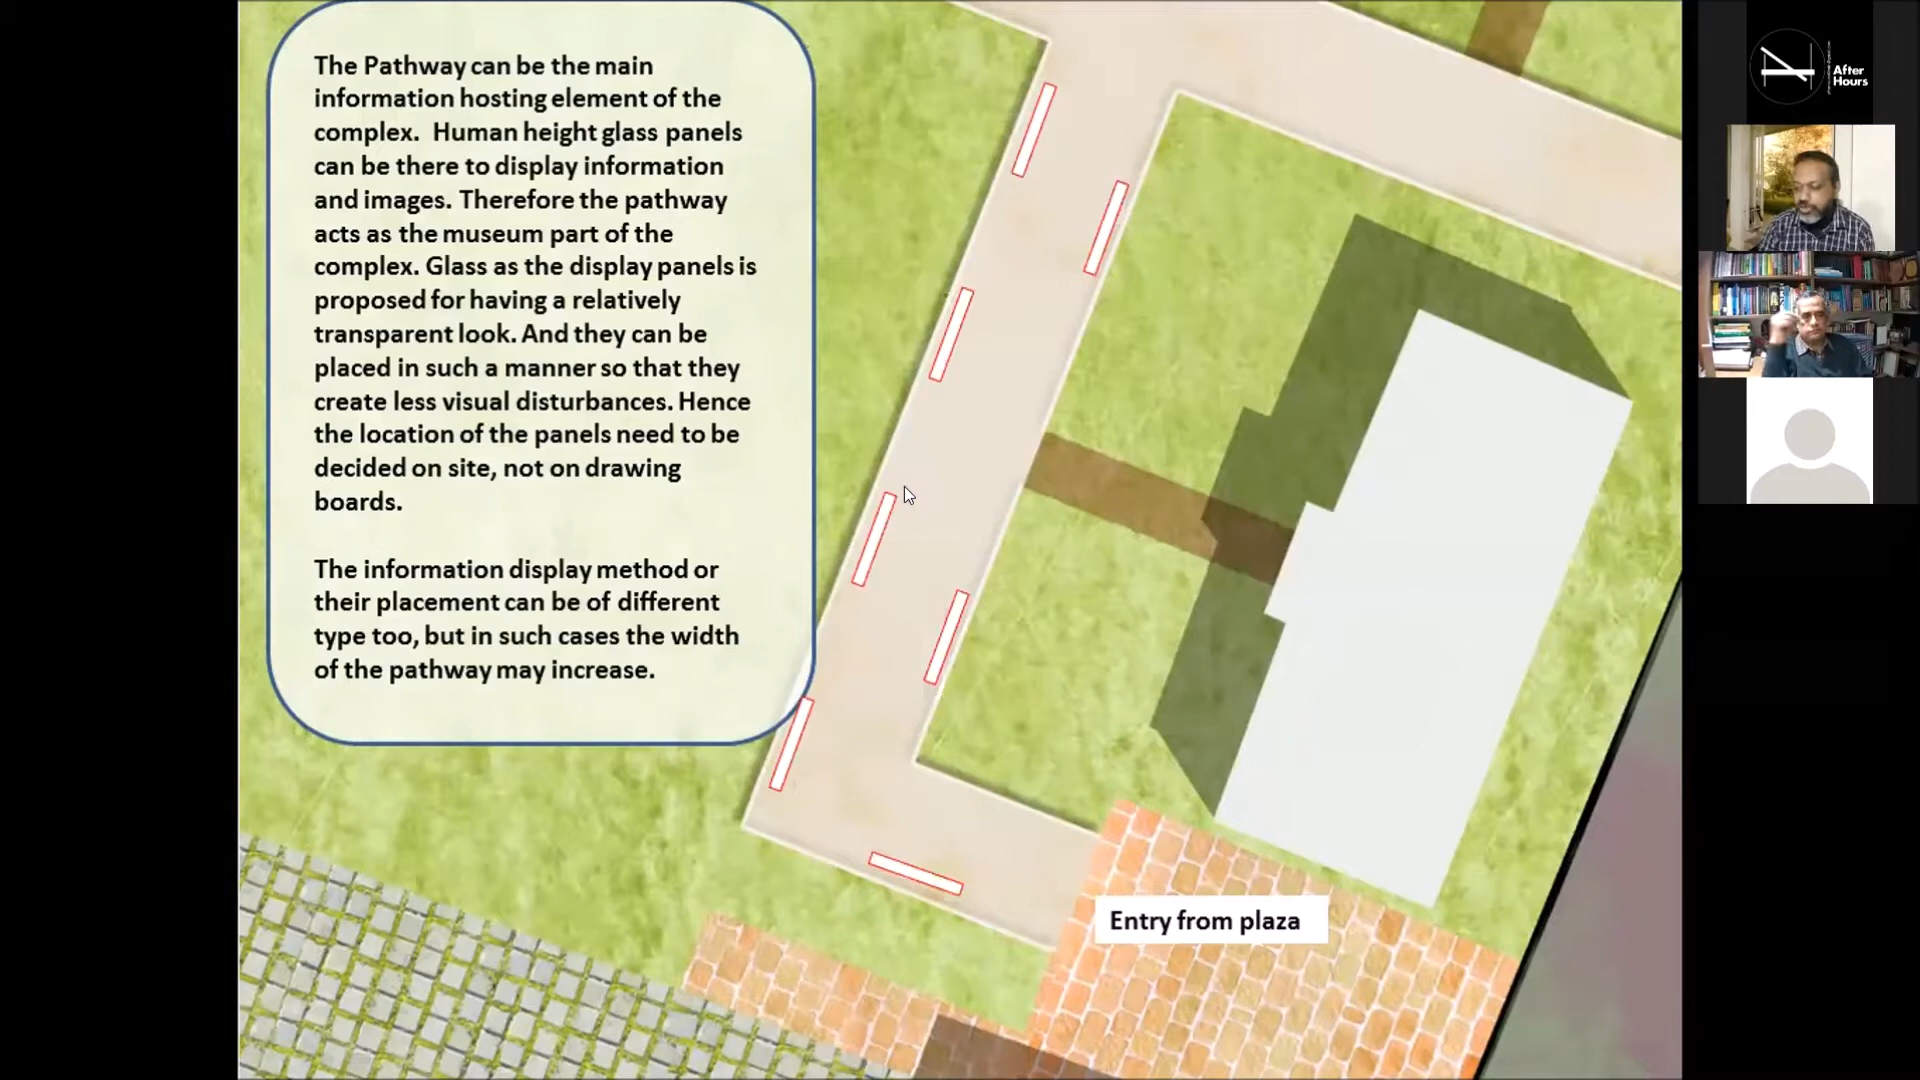 The Pathway can be the main
information hosting element of the
complex.  Human height glass panels
can be there to display information
and images. Therefore the pathway
acts as the museum part of the
complex. Glass as the display panels is
proposed for having a relatively
transparent look. And they can be
placed in such a manner so that they
create less visual disturbances. Hence
the location of the panels need to be
decided on site, not on drawing
boards.
The information display method or
their placement can be of different
type too, but in such cases the width
of the pathway may increase.
Entry from plaza
After
Hours